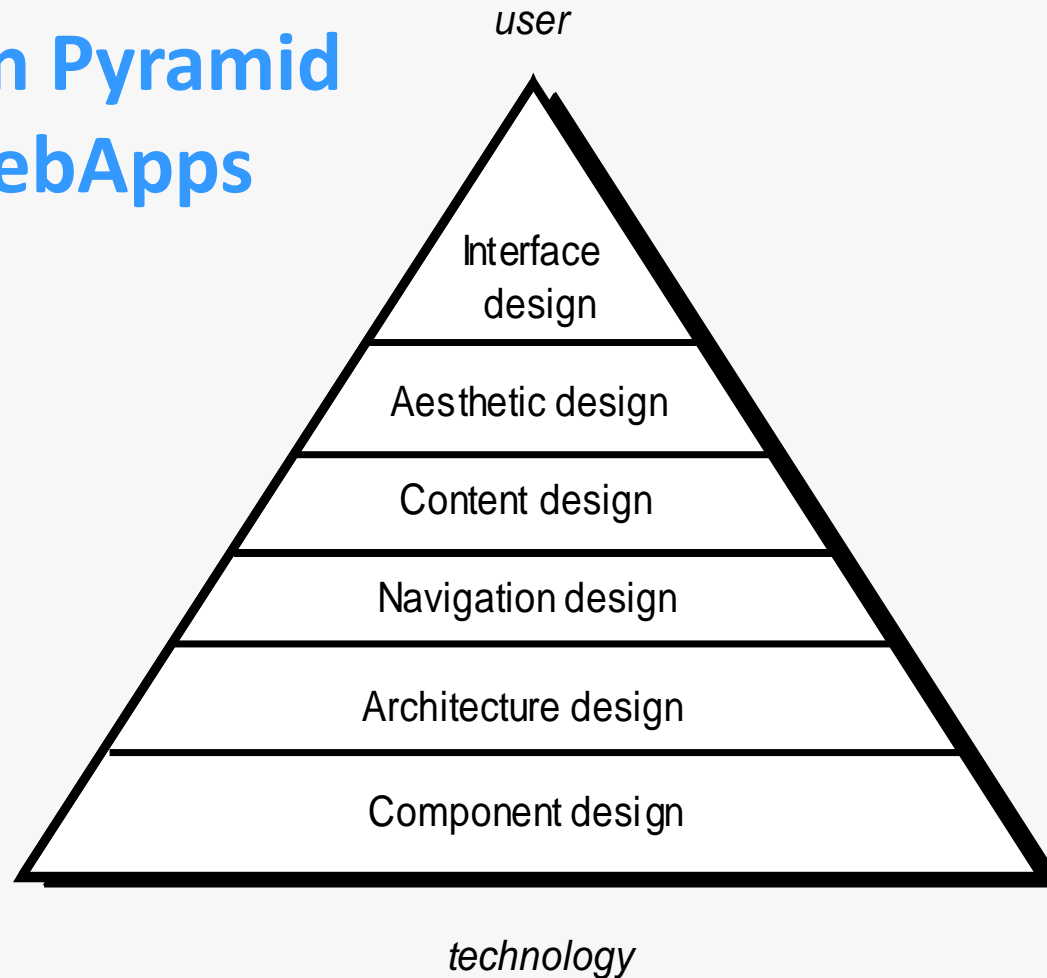 user
n Pyramid
ebApps
Interface
design
Aesthetic design
Content design
Navigation design
Architecture design
Component design
technology